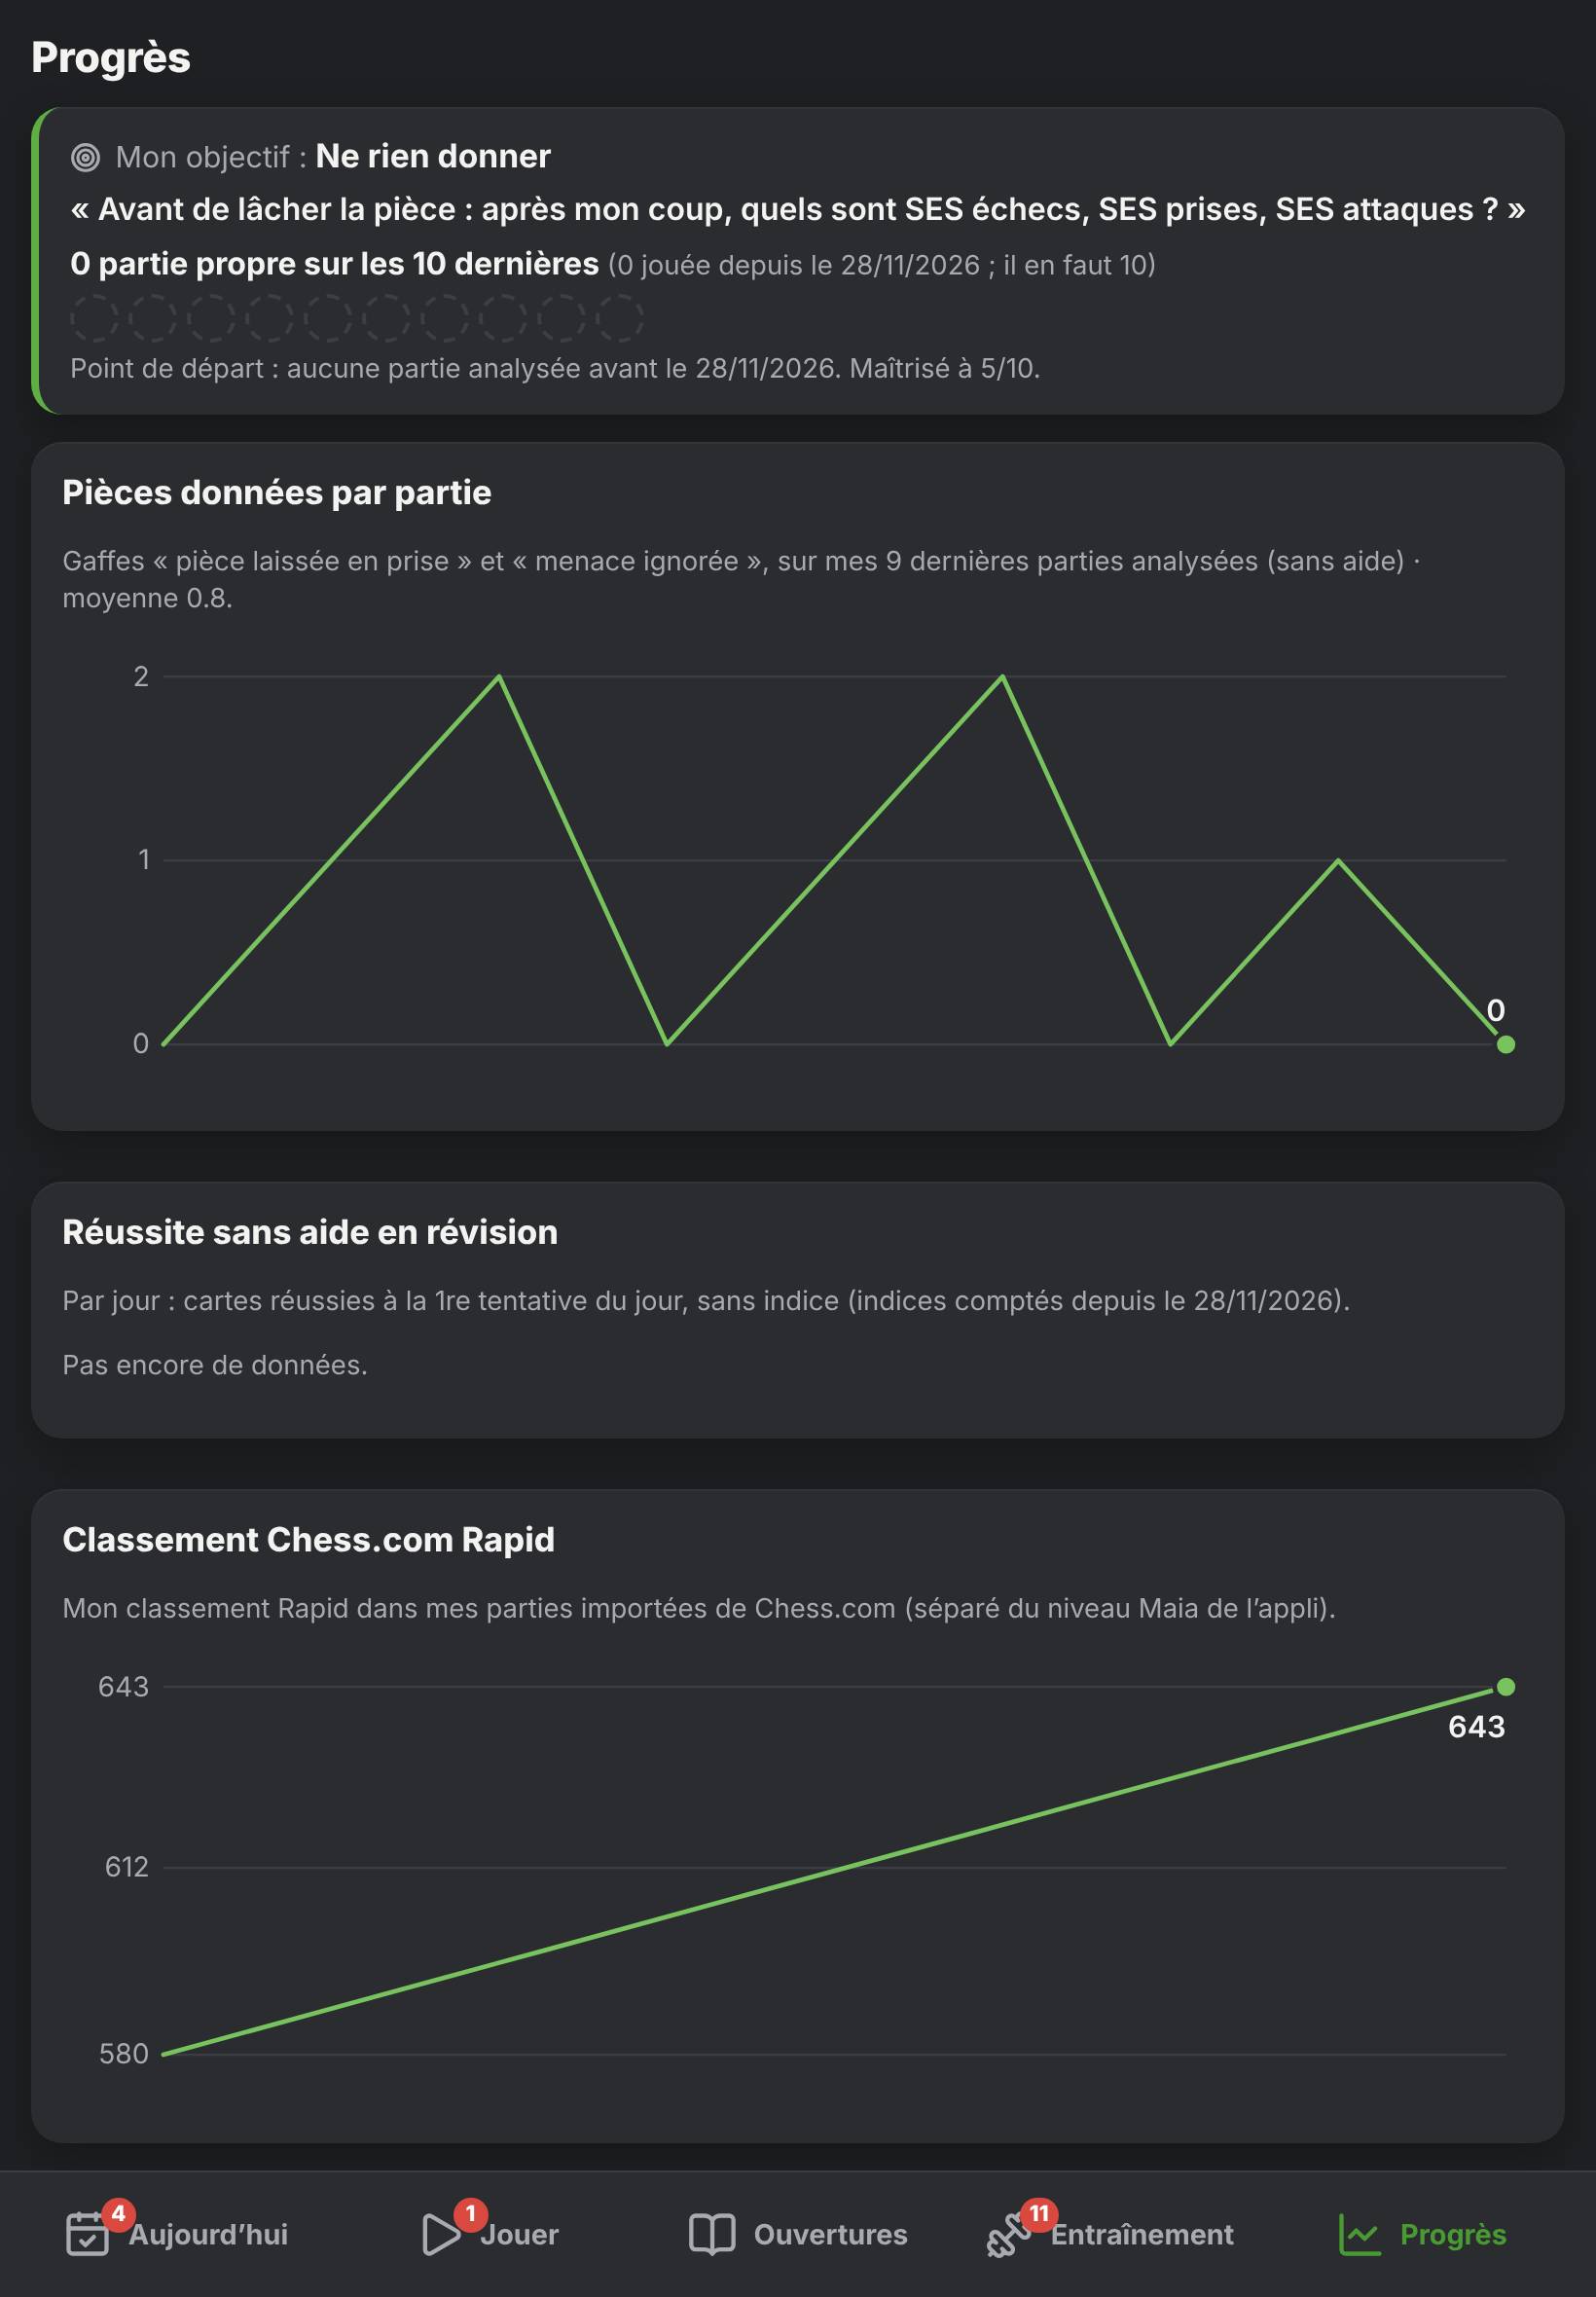 Progrès
Mon objectif : Ne rien donner
« Avant de lâcher la pièce : après mon coup, quels sont SES échecs, SES prises, SES attaques ? »
0 partie propre sur les 10 dernières (0 jouée depuis le 28/11/2026 ; il en faut 10)
Point de départ : aucune partie analysée avant le 28/11/2026. Maîtrisé à 5/10.
Pièces données par partie
Gaffes « pièce laissée en prise » et « menace ignorée », sur mes 9 dernières parties analysées (sans aide) ·
moyenne 0.8.
2
1
0
0
Réussite sans aide en révision
Par jour : cartes réussies à la 1re tentative du jour, sans indice (indices comptés depuis le 28/11/2026).
Pas encore de données.
Classement Chess.com Rapid
Mon classement Rapid dans mes parties importées de Chess.com (séparé du niveau Maia de l’appli).
643
643
612
580
4 Aujourd’hui
1 Jouer
Ouvertures
11 Entraînement
Progrès